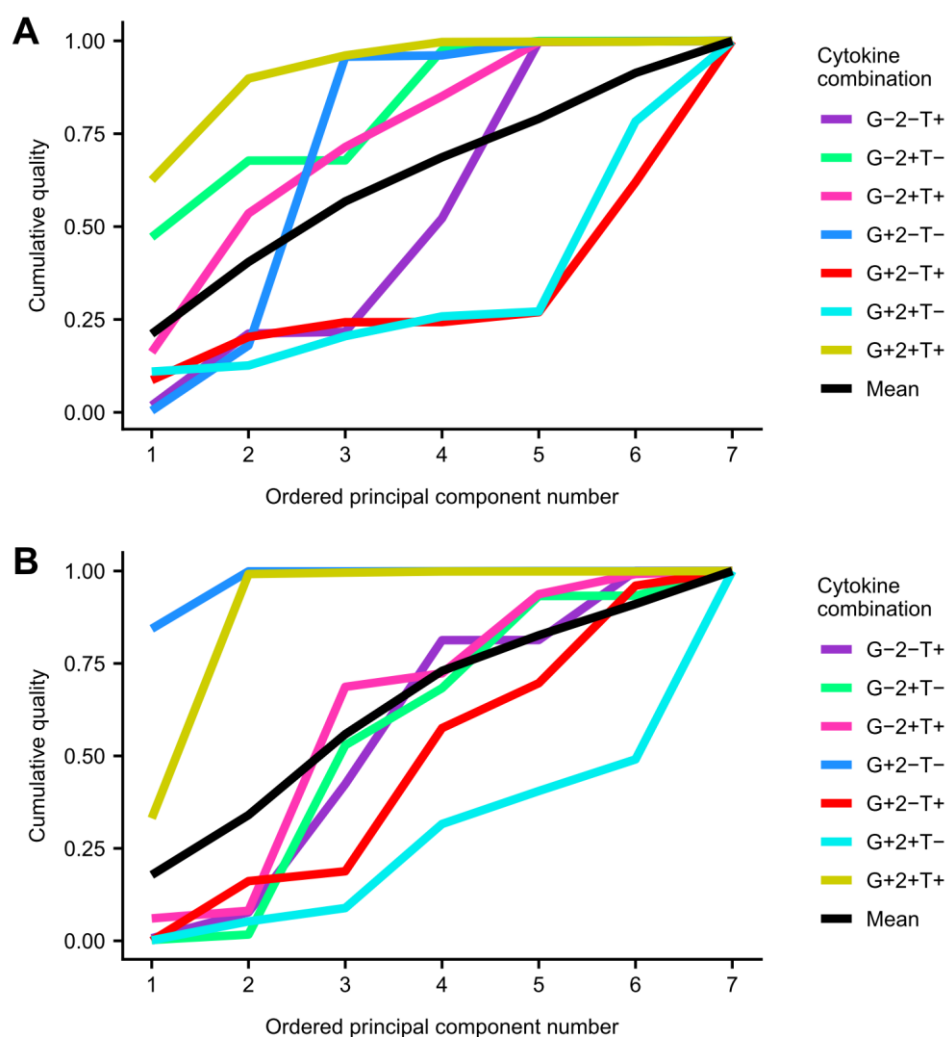 A
1.00
0.75
0.50
0.25
0.00
Cumulative quality
1 2 3 4 5 6 7
Ordered principal component number
Cytokine
combination
G−2−T+
G−2+T−
G−2+T+
G+2−T−
G+2−T+
G+2+T−
G+2+T+
Mean
B
1.00
0.75
0.50
0.25
0.00
Cumulative quality
1 2 3 4 5 6 7
Ordered principal component number
Cytokine
combination
G−2−T+
G−2+T−
G−2+T+
G+2−T−
G+2−T+
G+2+T−
G+2+T+
Mean